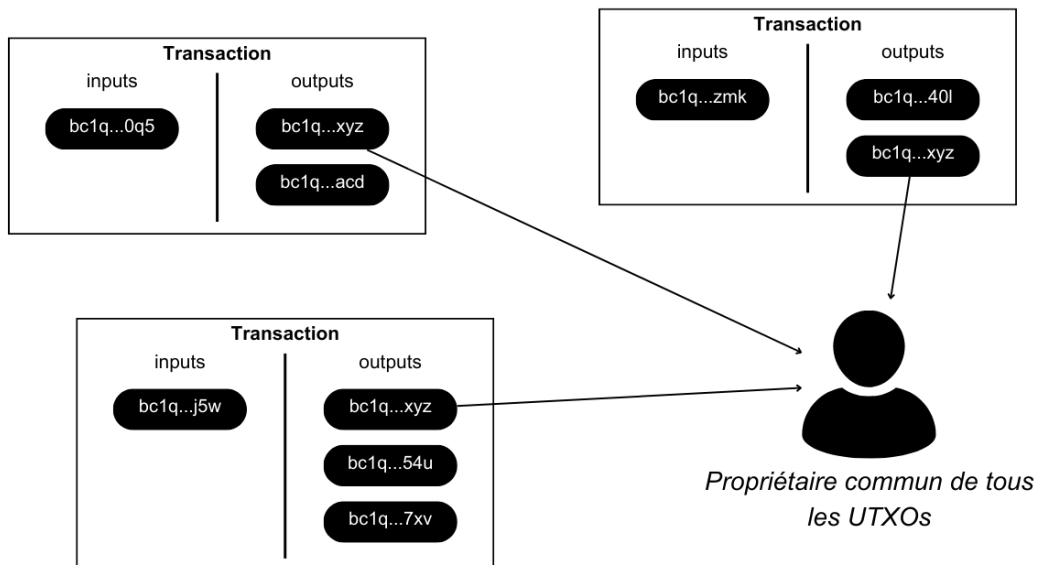 Transaction
inputs
outputs
bc1q...0q5
bc1q...xyz
bc1q...acd
Transaction
inputs
outputs
bc1q...zmk
bc1q...40l
bc1q...xyz
Transaction
inputs
outputs
bc1q...j5w
bc1q...xyz
bc1q...54u
bc1q...7xv
Propriétaire commun de tous
les UTXOs